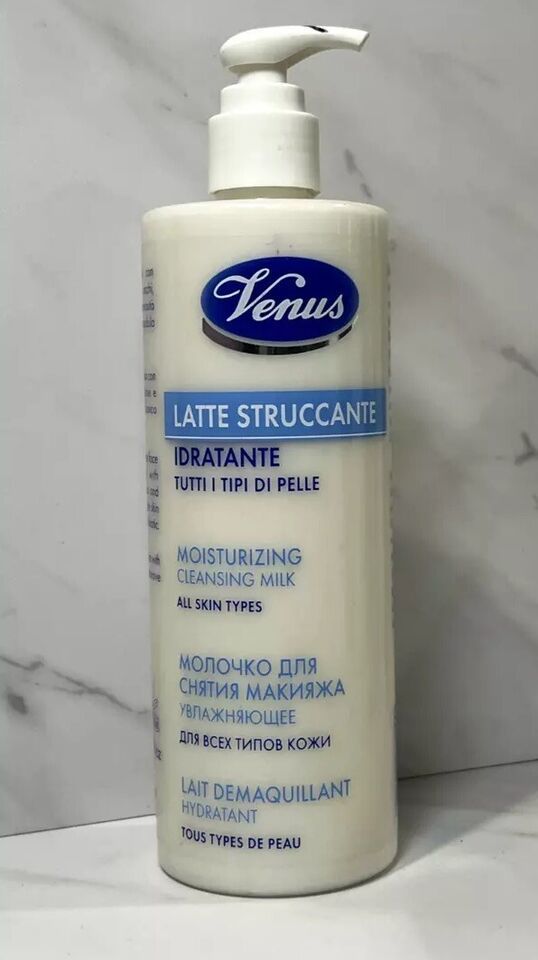 Venus
LATTE STRUCCANTE
IDRATANTE
TUTTI I TIPI DI PELLE
MOISTURIZING
CLEANSING MILK
ALL SKIN TYPES
МОЛОЧКО ДЛЯ
СНЯТИЯ МАКИЯЖА
УВЛАЖНЯЮЩЕЕ
ДЛЯ ВСЕХ ТИПОВ КОЖИ
LAIT DEMAQUILLANT
HYDRATANT
TOUS TYPES DE PEAU